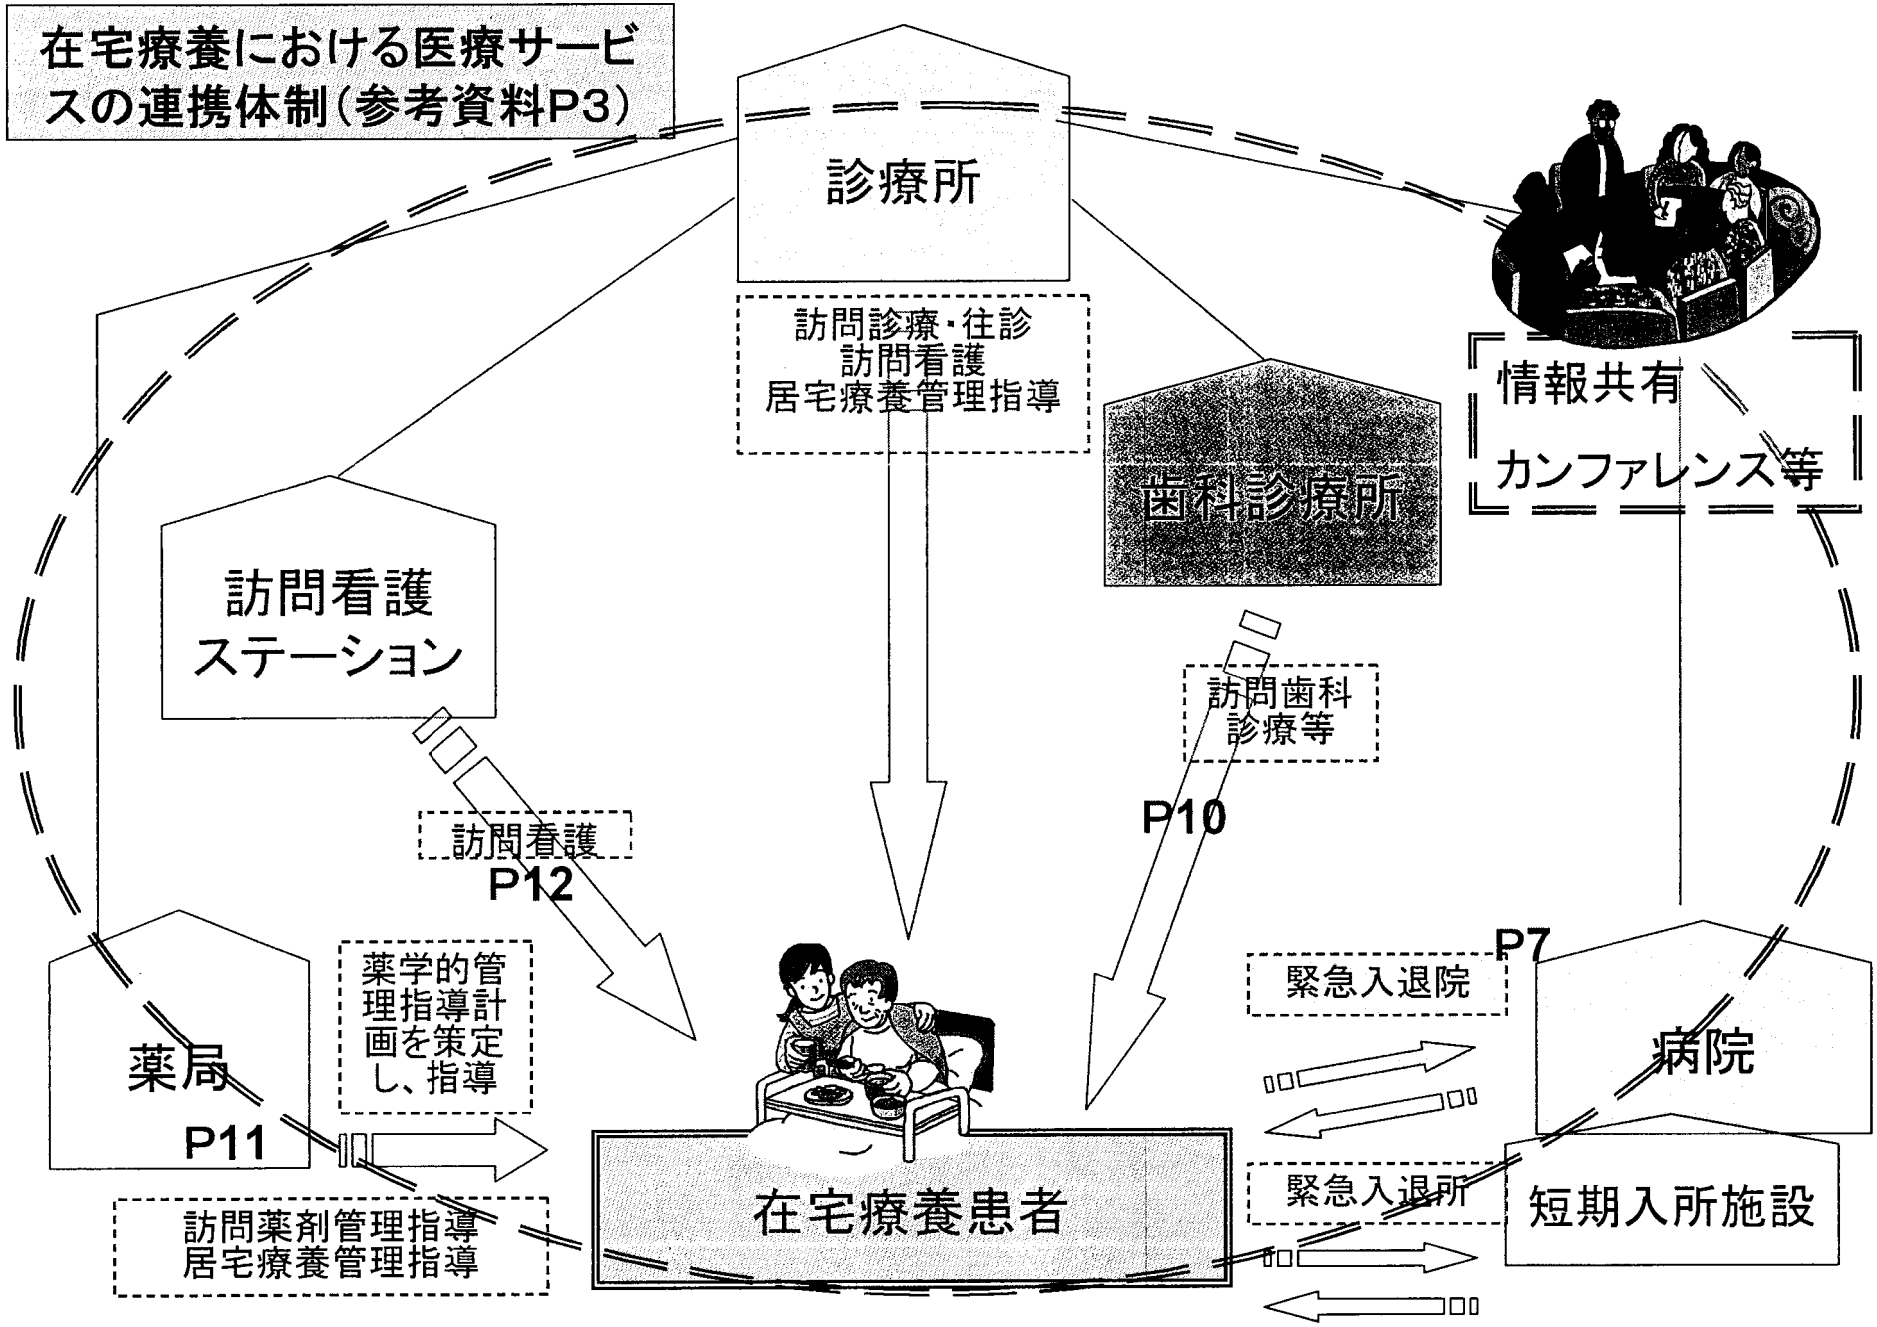 在宅療養における医療サービ
スの連携体制(参考資料P3)
診療所
訪問診療・往診
訪問看護
居宅療養管理指導
情報共有
カンファレンス等
歯科診療所
訪問看護
ステーション
訪問歯科
診療等
P10
訪問看護
P12
薬局
P11
薬学的管
理指導計
画を策定
し、指導
訪問薬剤管理指導
居宅療養管理指導
在宅療養患者
緊急入退院
P7
病院
緊急入退所
短期入所施設